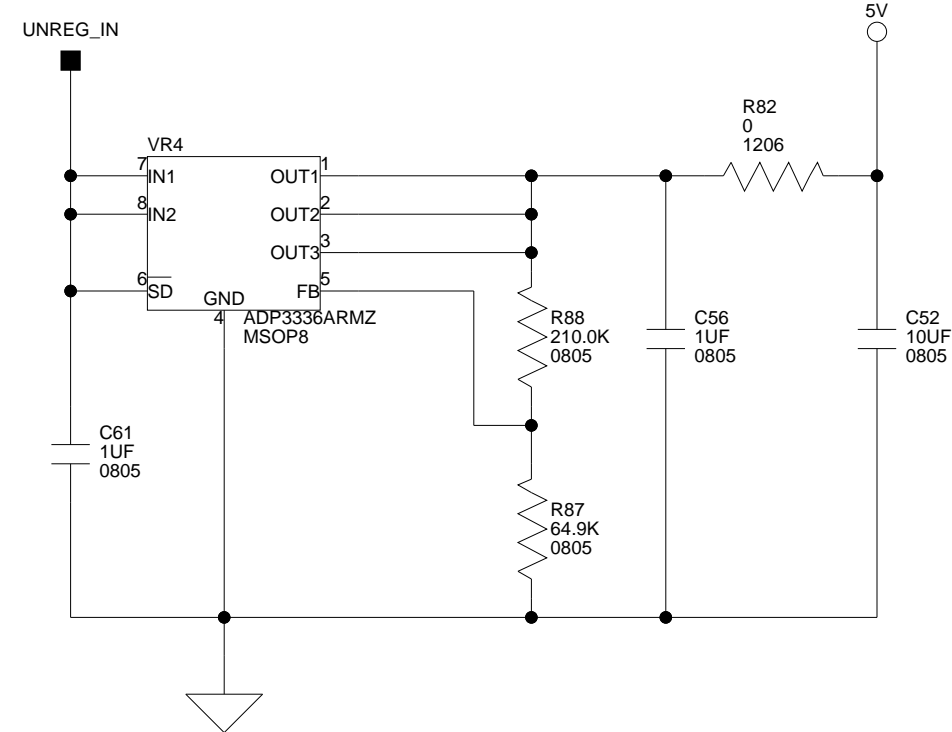 UNREG_IN
5V
R82
0
1206
VR4
7
IN1
8
IN2
6
SD
GND
4
OUT1
1
OUT2
2
OUT3
3
FB
5
ADP3336ARMZ
MSOP8
R88
210.0K
0805
C56
1UF
0805
C52
10UF
0805
C61
1UF
0805
R87
64.9K
0805